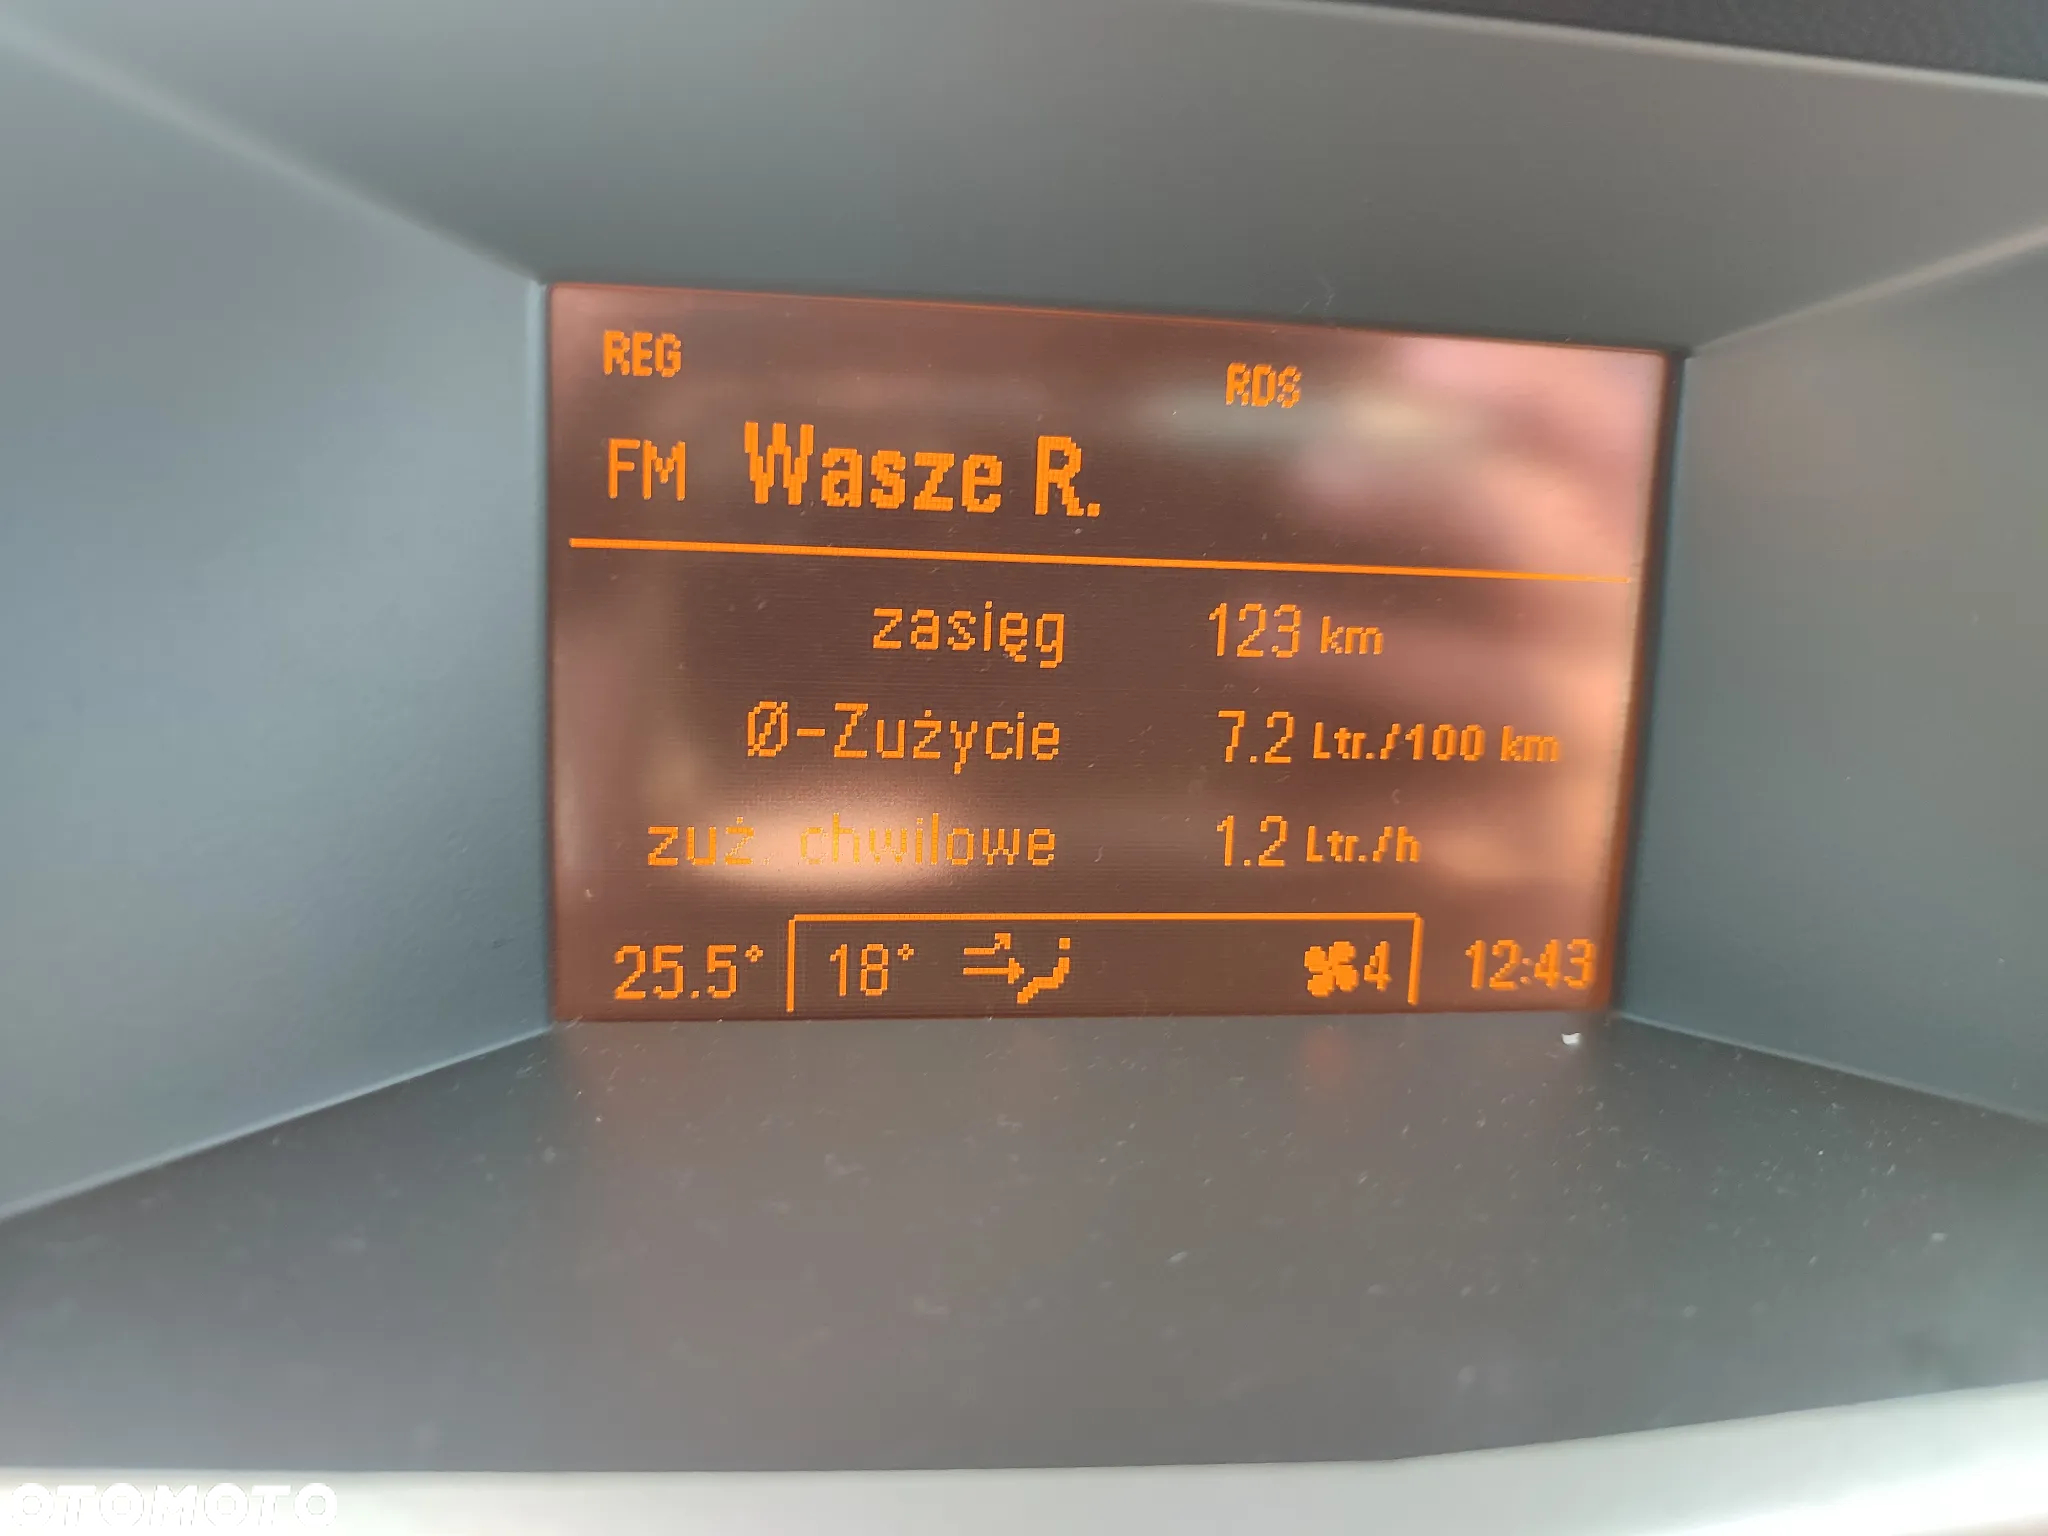 REG RDS
FM Wasze R.
zasięg 123 km
Ø-Zużycie 7.2 Ltr./100 km
zuż. chwilowe 1.2 Ltr./h
25.5° 18° 4 12:43
OTOMOTO